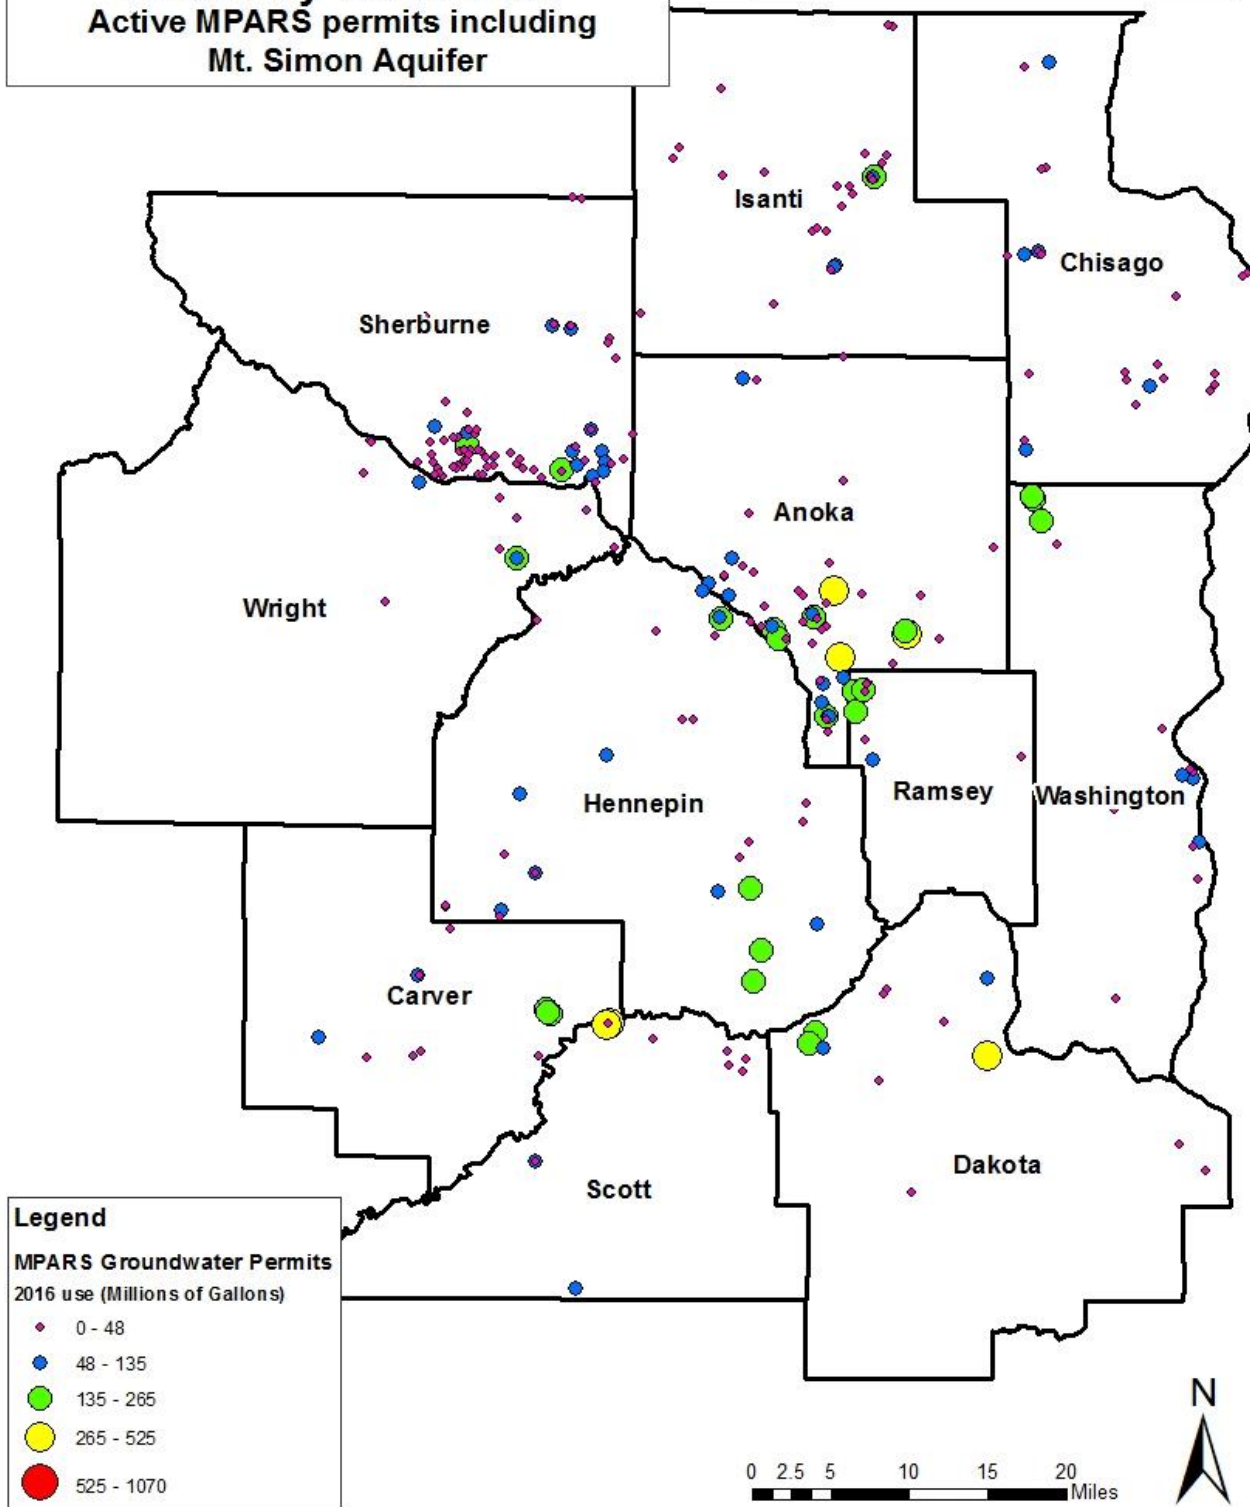 Active MPARS permits including
Mt. Simon Aquifer
Isanti
Chisago
Sherburne
Anoka
Wright
Hennepin
Ramsey
Washington
Carver
Dakota
Scott
Legend
MPARS Groundwater Permits
2016 use (Millions of Gallons)
0 - 48
48 - 135
135 - 265
265 - 525
525 - 1070
N
0 2.5 5 10 15 20
Miles